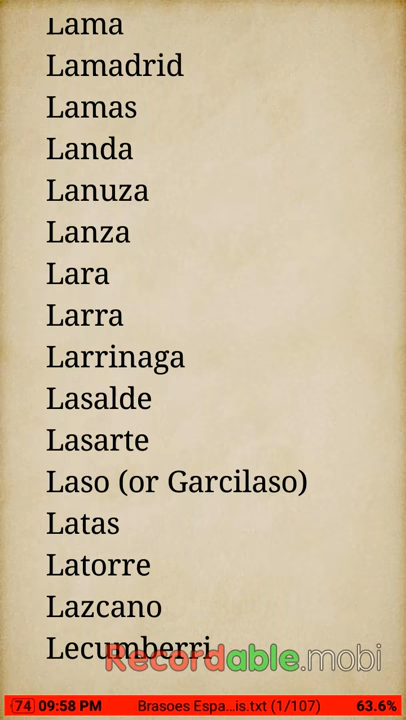 Lama
Lamadrid
Lamas
Landa
Lanuza
Lanza
Lara
Larra
Larrinaga
Lasalde
Lasarte
Laso (or Garcilaso)
Latas
Latorre
Lazcano
Lecumberri
Recordable.mobi
74 09:58 PM Brasoes Espa...is.txt (1/107) 63.6%